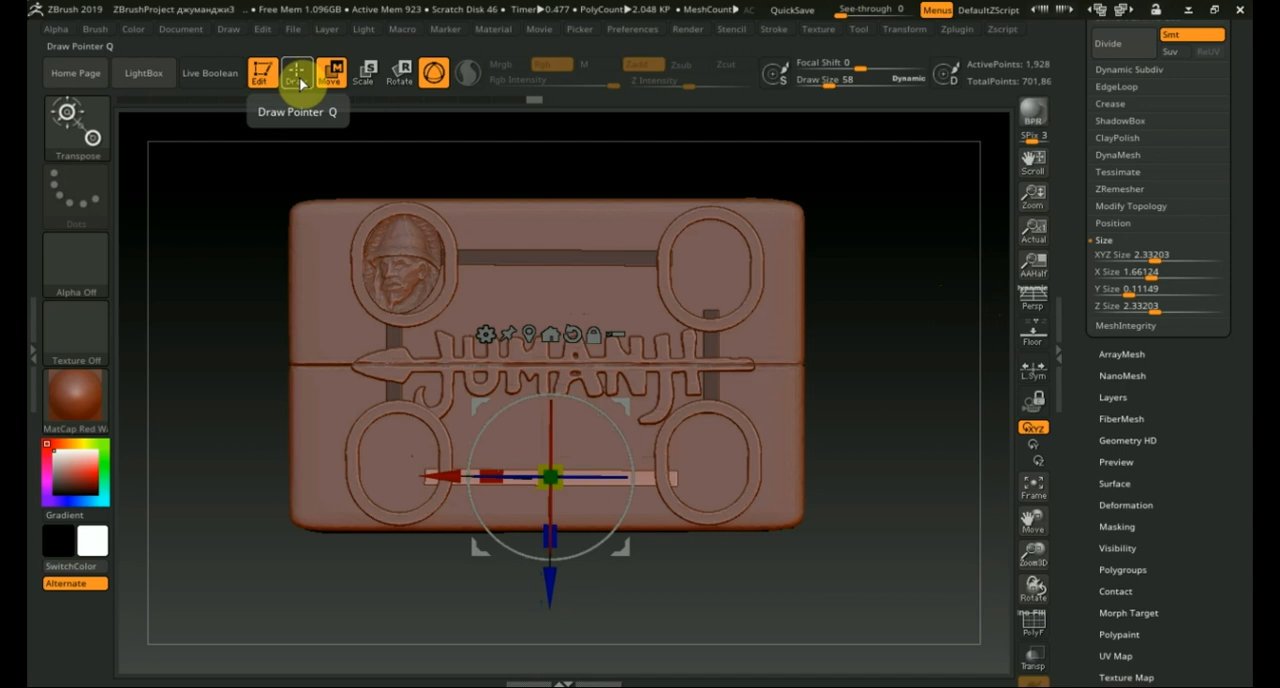 ZBrush 2019 ZBrushProject джуманджи3 .. • Free Mem 1.096GB • Active Mem 923 • Scratch Disk 46 • Timer▶0.477 • PolyCount▶2.048 KP • MeshCount▶ AC QuickSave See-through 0 Menus DefaultZScript
Alpha Brush Color Document Draw Edit File Layer Light Macro Marker Material Movie Picker Preferences Render Stencil Stroke Texture Tool Transform Zplugin Zscript
Draw Pointer Q
Home Page LightBox Live Boolean Edit Draw Move Scale Rotate
Mrgb Rgb M Zadd Zsub Zcut
Rgb Intensity Z Intensity
Focal Shift 0
Draw Size 58 Dynamic
S D
ActivePoints: 1,928
TotalPoints: 701,86
Draw Pointer Q
Transpose
Dots
Alpha Off
Texture Off
MatCap Red W
Gradient
SwitchColor
Alternate
JUMANJI
BPR
SPix 3
Scroll
Zoom
Actual
AAHalf
Dynamic
Persp
Floor
L.Sym
XYZ
Frame
Move
Zoom3D
Rotate
PolyF
Transp
Divide
Smt
Suv ReUV
Dynamic Subdiv
EdgeLoop
Crease
ShadowBox
ClayPolish
DynaMesh
Tessimate
ZRemesher
Modify Topology
Position
Size
XYZ Size 2.33203
X Size 1.66124
Y Size 0.11149
Z Size 2.33203
MeshIntegrity
ArrayMesh
NanoMesh
Layers
FiberMesh
Geometry HD
Preview
Surface
Deformation
Masking
Visibility
Polygroups
Contact
Morph Target
Polypaint
UV Map
Texture Map